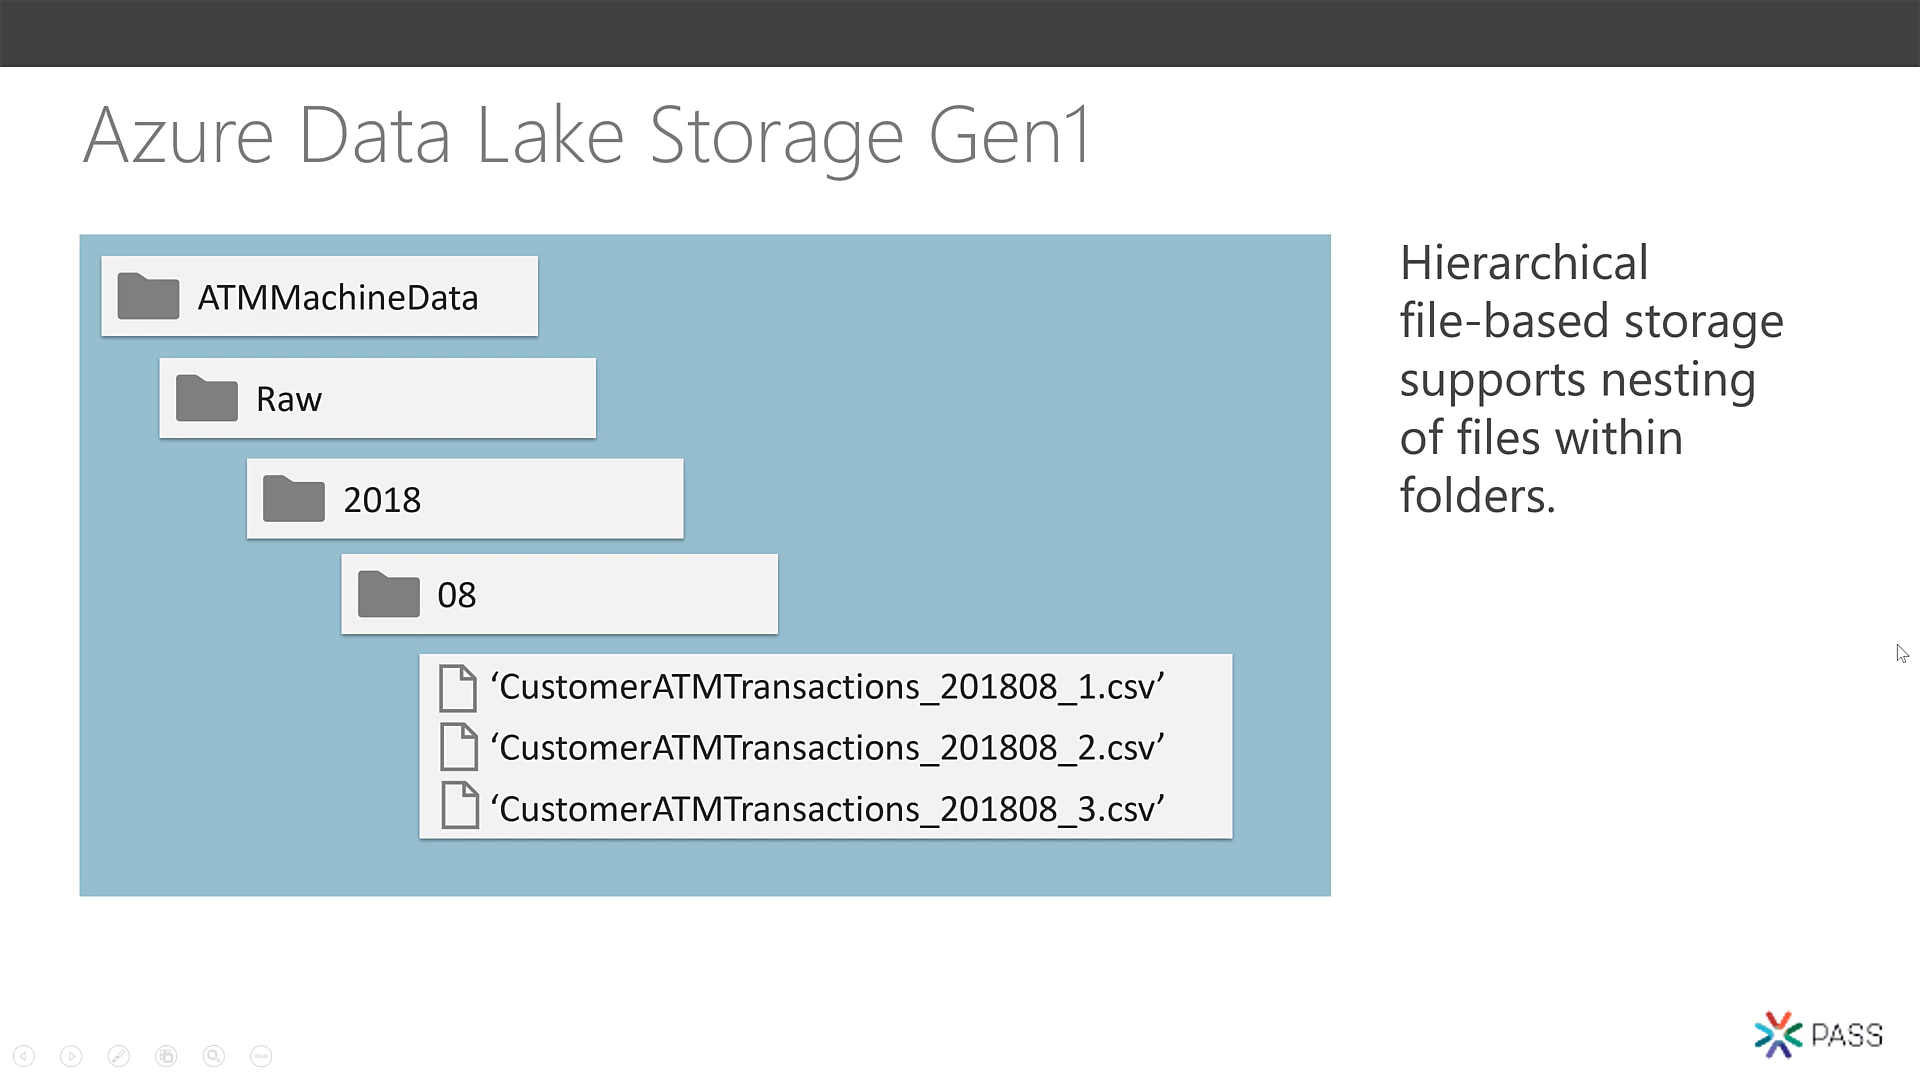 Azure Data Lake Storage Gen1
ATMMachineData
Raw
2018
08
‘CustomerATMTransactions_201808_1.csv’
‘CustomerATMTransactions_201808_2.csv’
‘CustomerATMTransactions_201808_3.csv’
Hierarchical
file-based storage
supports nesting
of files within
folders.
PASS